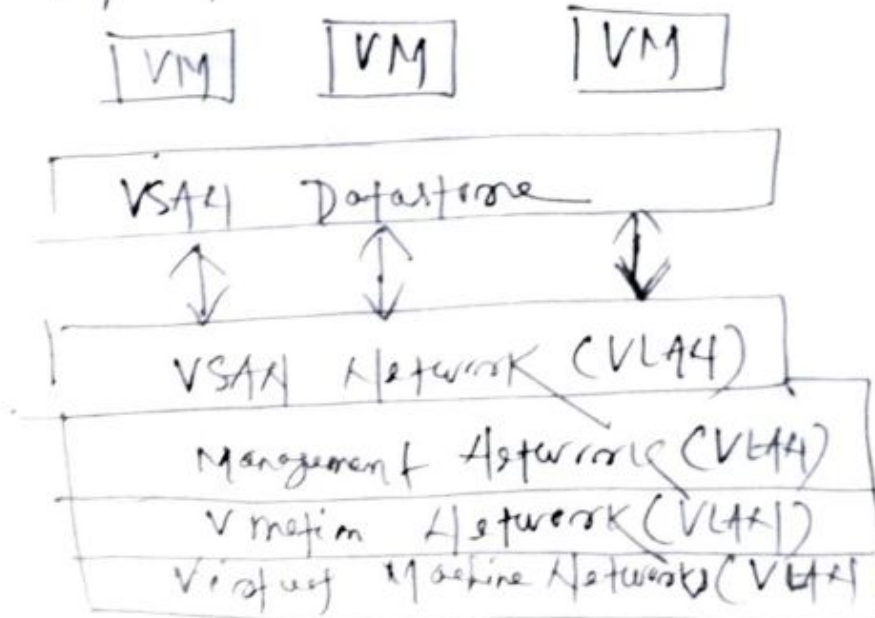 VM VM VM
VSAN Datastore
VSAN Network (VLAN)
Management Network (VLAN)
Vmotion Network (VLAN)
Virtual Machine Networks (VLAN